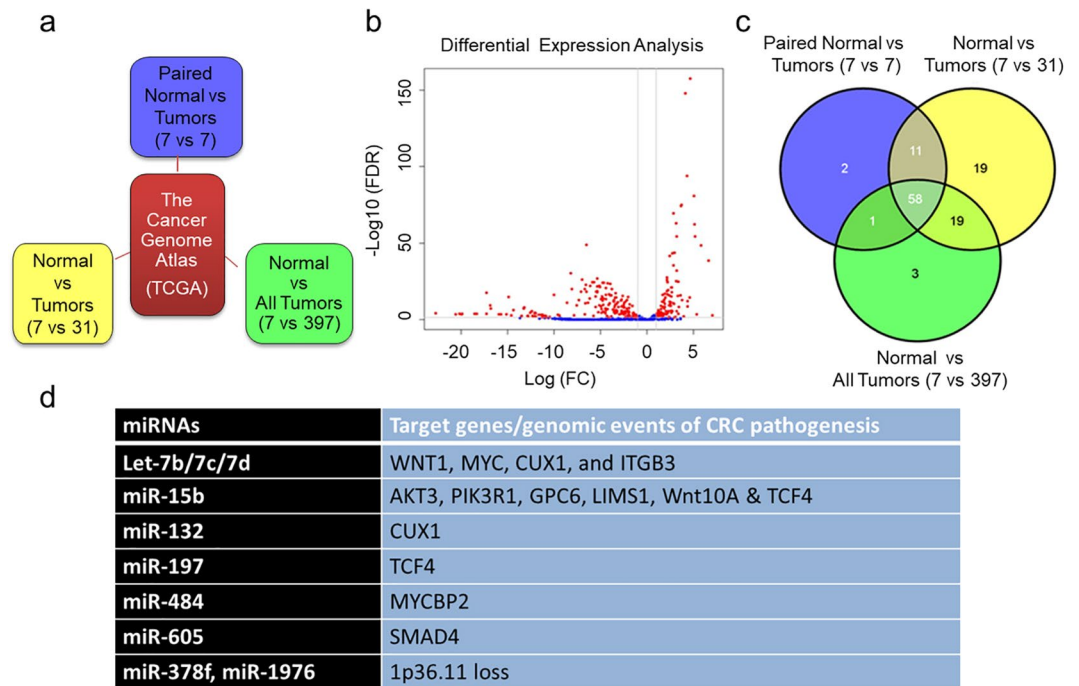 a
Paired
Normal vs
Tumors
(7 vs 7)
The
Cancer
Genome
Atlas
(TCGA)
Normal
vs
Tumors
(7 vs 31)
Normal
vs
All Tumors
(7 vs 397)
b
Differential Expression Analysis
-Log10 (FDR)
150
100
50
0
-20 -15 -10 -5 0 5
Log (FC)
c
Paired Normal vs
Tumors (7 vs 7)
Normal vs
Tumors (7 vs 31)
2
11
19
58
1
19
3
Normal vs
All Tumors (7 vs 397)
d
miRNAs Target genes/genomic events of CRC pathogenesis
Let-7b/7c/7d WNT1, MYC, CUX1, and ITGB3
miR-15b AKT3, PIK3R1, GPC6, LIMS1, Wnt10A & TCF4
miR-132 CUX1
miR-197 TCF4
miR-484 MYCBP2
miR-605 SMAD4
miR-378f, miR-1976 1p36.11 loss